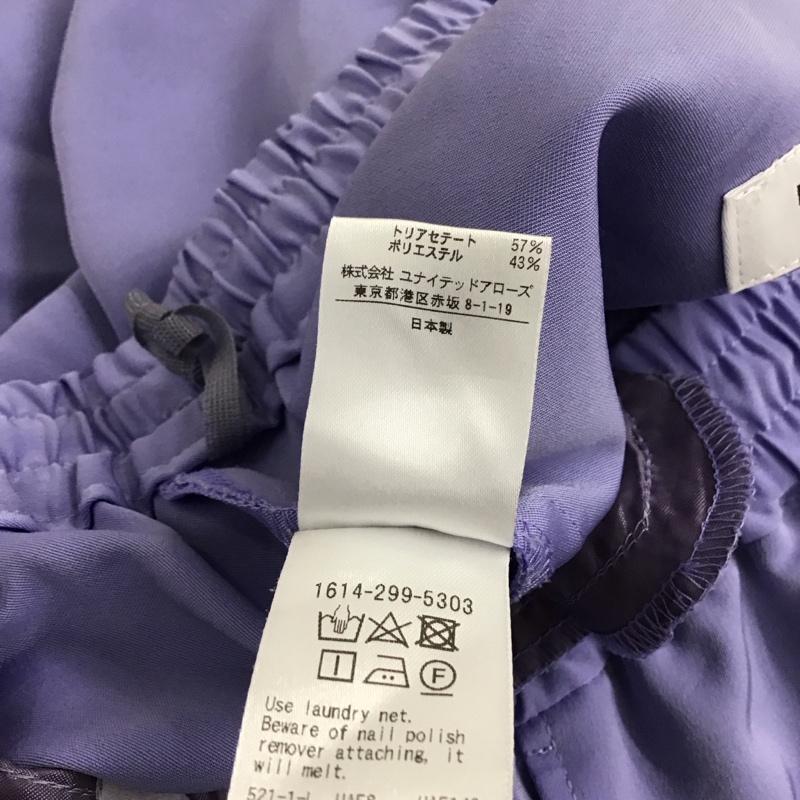 トリアセテート 57%
ポリエステル 43%
株式会社 ユナイテッドアローズ
東京都港区赤坂 8-1-19
日本製
1614-299-5303
F
Use laundry net.
Beware of nail polish
remover attaching, it
will melt.
521-1-L